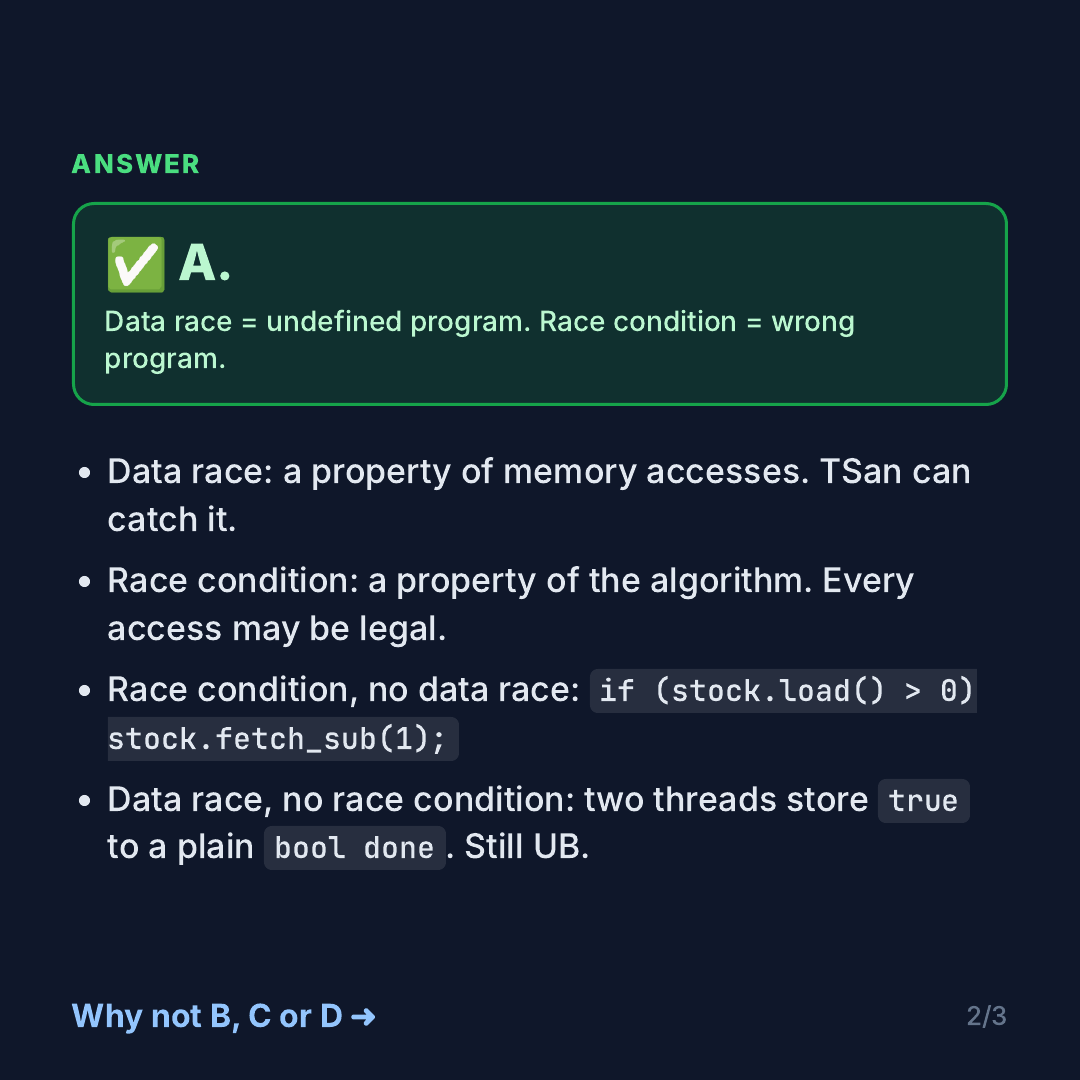 ANSWER
✅ A.
Data race = undefined program. Race condition = wrong
program.
• Data race: a property of memory accesses. TSan can
catch it.
• Race condition: a property of the algorithm. Every
access may be legal.
• Race condition, no data race: if (stock.load() > 0)
stock.fetch_sub(1);
• Data race, no race condition: two threads store true
to a plain bool done. Still UB.
Why not B, C or D ➜
2/3